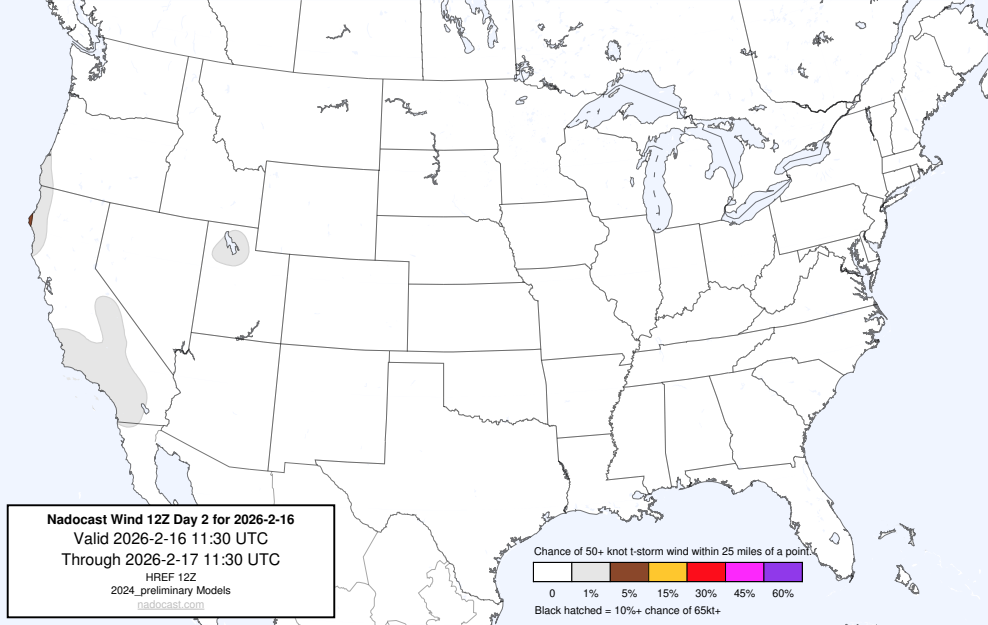 Nadocast Wind 12Z Day 2 for 2026-2-16
Valid 2026-2-16 11:30 UTC
Through 2026-2-17 11:30 UTC
HREF 12Z
2024_preliminary Models
nadocast.com
Chance of 50+ knot t-storm wind within 25 miles of a point.
0 1% 5% 15% 30% 45% 60%
Black hatched = 10%+ chance of 65kt+